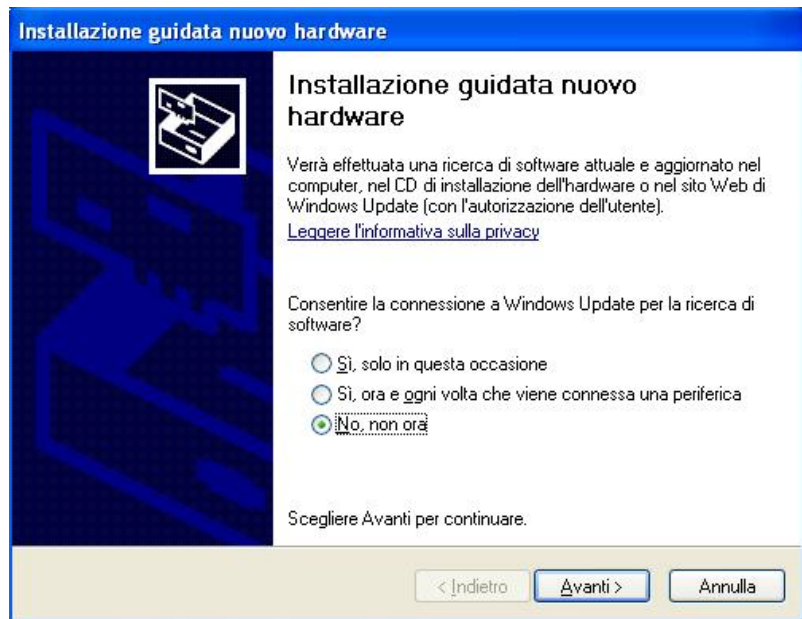 Installazione guidata nuovo hardware
Installazione guidata nuovo
hardware
Verrà effettuata una ricerca di software attuale e aggiornato nel
computer, nel CD di installazione dell'hardware o nel sito Web di
Windows Update (con l'autorizzazione dell'utente).
Leggere l'informativa sulla privacy
Consentire la connessione a Windows Update per la ricerca di
software?
Sì, solo in questa occasione
Sì, ora e ogni volta che viene connessa una periferica
No, non ora
Scegliere Avanti per continuare.
< Indietro Avanti > Annulla